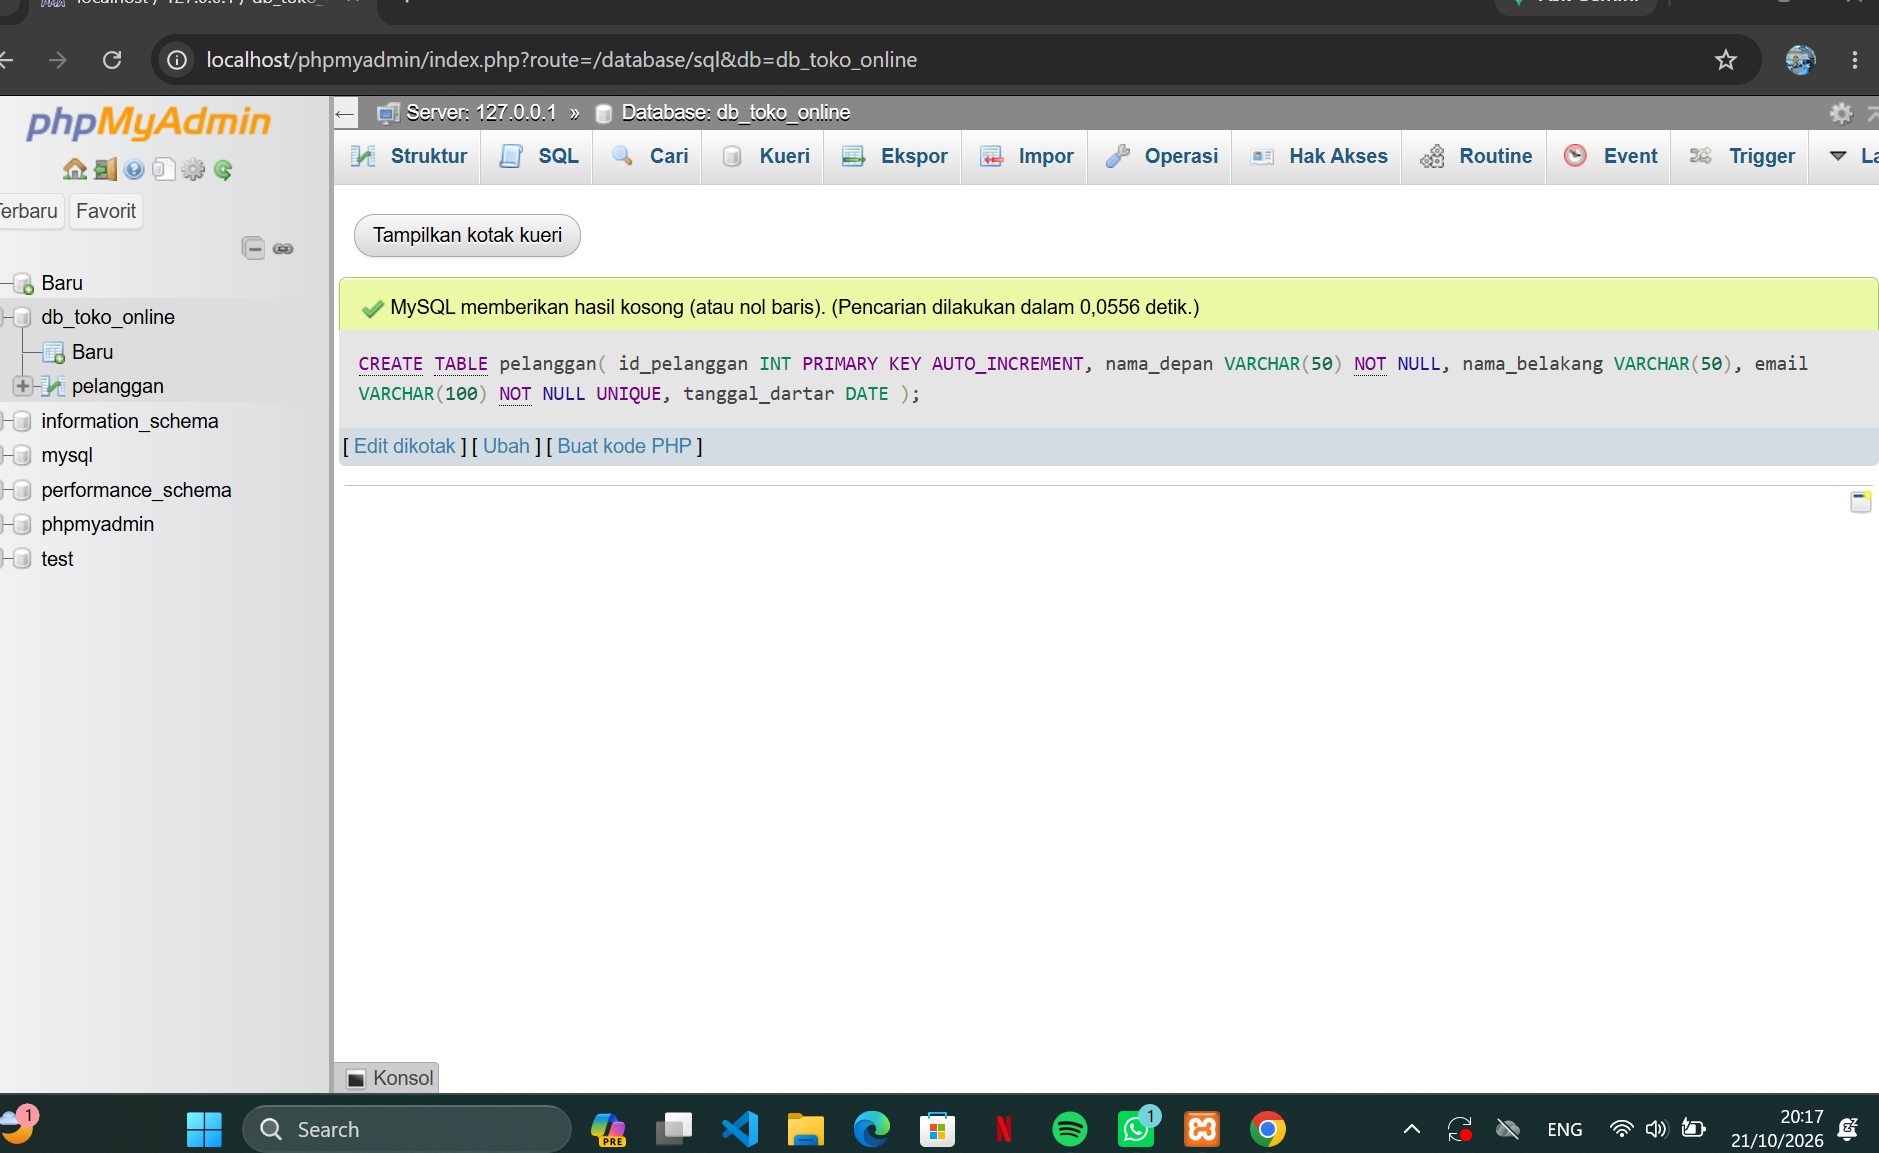 localhost/phpmyadmin/index.php?route=/database/sql&db=db_toko_online
phpMyAdmin
Terbaru
Favorit
Baru
db_toko_online
Baru
pelanggan
information_schema
mysql
performance_schema
phpmyadmin
test
← Server: 127.0.0.1 » Database: db_toko_online
Struktur SQL Cari Kueri Ekspor Impor Operasi Hak Akses Routine Event Trigger
Tampilkan kotak kueri
MySQL memberikan hasil kosong (atau nol baris). (Pencarian dilakukan dalam 0,0556 detik.)
CREATE TABLE pelanggan( id_pelanggan INT PRIMARY KEY AUTO_INCREMENT, nama_depan VARCHAR(50) NOT NULL, nama_belakang VARCHAR(50), email
VARCHAR(100) NOT NULL UNIQUE, tanggal_dartar DATE );
[ Edit dikotak ] [ Ubah ] [ Buat kode PHP ]
Konsol
1
Search
PRE
1
ENG
20:17
21/10/2026